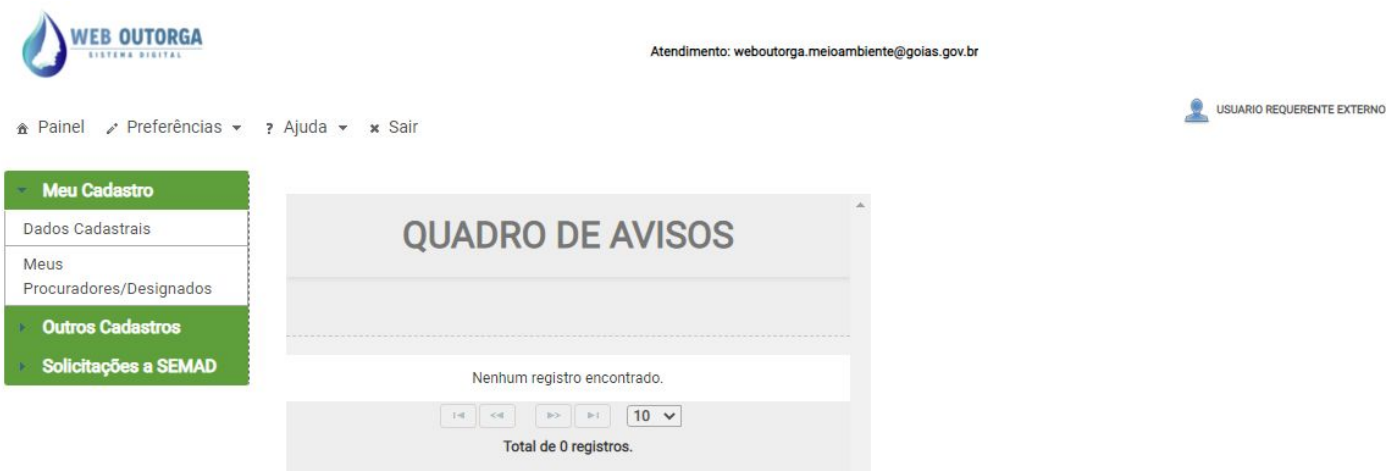 WEB OUTORGA
SISTEMA DIGITAL
Atendimento: weboutorga.meioambiente@goias.gov.br
USUARIO REQUERENTE EXTERNO
Painel Preferências ? Ajuda Sair
Meu Cadastro
Dados Cadastrais
Meus
Procuradores/Designados
Outros Cadastros
Solicitações a SEMAD
QUADRO DE AVISOS
Nenhum registro encontrado.
10
Total de 0 registros.